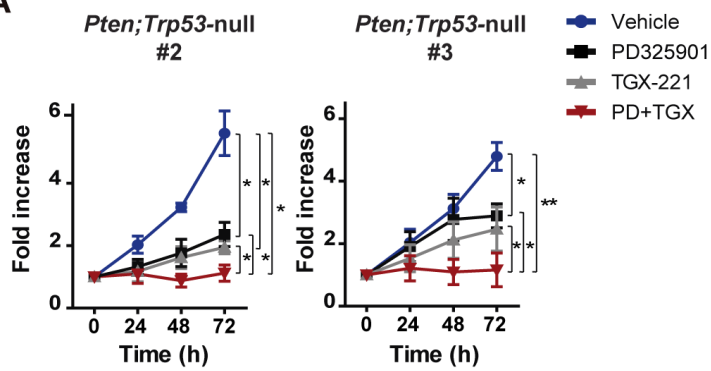 A
Pten;Trp53-null
#2
Pten;Trp53-null
#3
Vehicle
PD325901
TGX-221
PD+TGX
Fold increase
6
4
2
0
0 24 48 72
Time (h)
* * *
* *
Fold increase
6
4
2
0
0 24 48 72
Time (h)
* **
* *